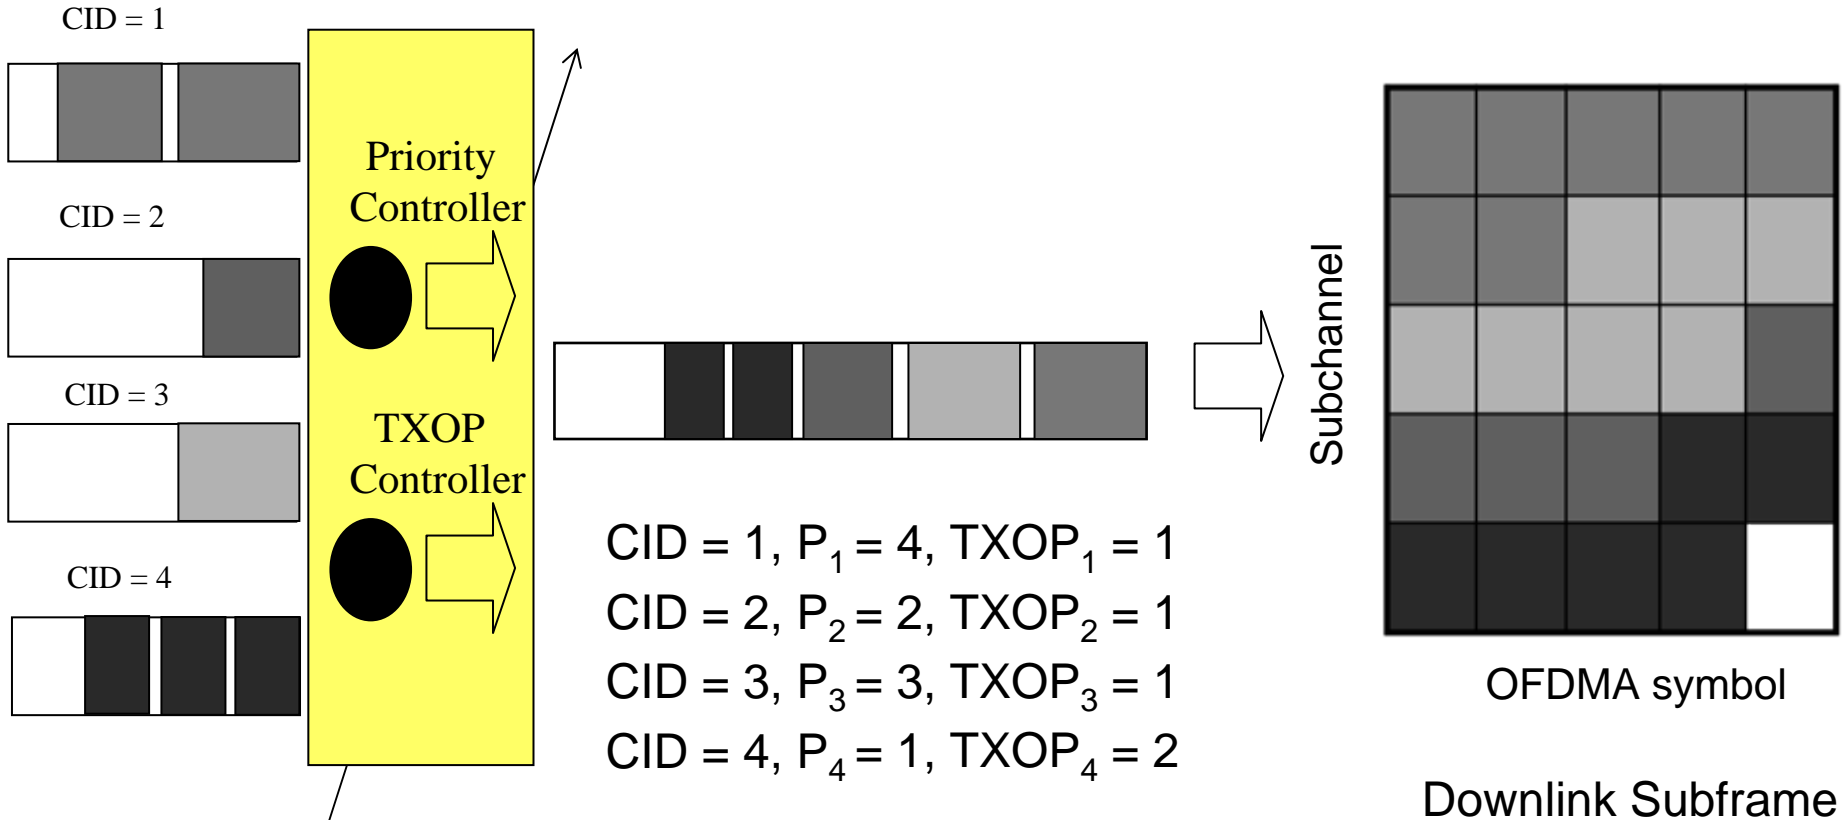 CID = 1
CID = 2
CID = 3
CID = 4
Priority
Controller
TXOP
Controller
CID = 1, P₁ = 4, TXOP₁ = 1
CID = 2, P₂ = 2, TXOP₂ = 1
CID = 3, P₃ = 3, TXOP₃ = 1
CID = 4, P₄ = 1, TXOP₄ = 2
Subchannel
OFDMA symbol
Downlink Subframe